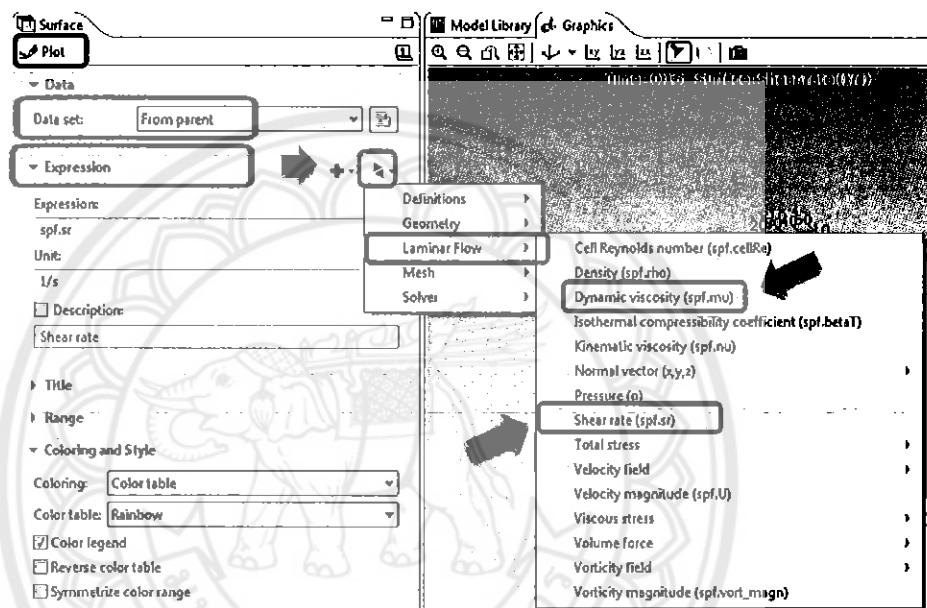 Surface
Plot
Data
Data set: From parent
Expression
Expression:
spf.sr
Unit:
1/s
Description:
Shear rate
Title
Range
Coloring and Style
Coloring: Color table
Color table: Rainbow
Color legend
Reverse color table
Symmetrize color range
Model Library Graphics
xy yz zx
Definitions
Geometry
Laminar Flow
Mesh
Solver
Cell Reynolds number (spf.cellRe)
Density (spf.rho)
Dynamic viscosity (spf.mu)
Isothermal compressibility coefficient (spf.betaT)
Kinematic viscosity (spf.nu)
Normal vector (x,y,z)
Pressure (p)
Shear rate (spf.sr)
Total stress
Velocity field
Velocity magnitude (spf.U)
Viscous stress
Volume force
Vorticity field
Vorticity magnitude (spf.vort_magn)